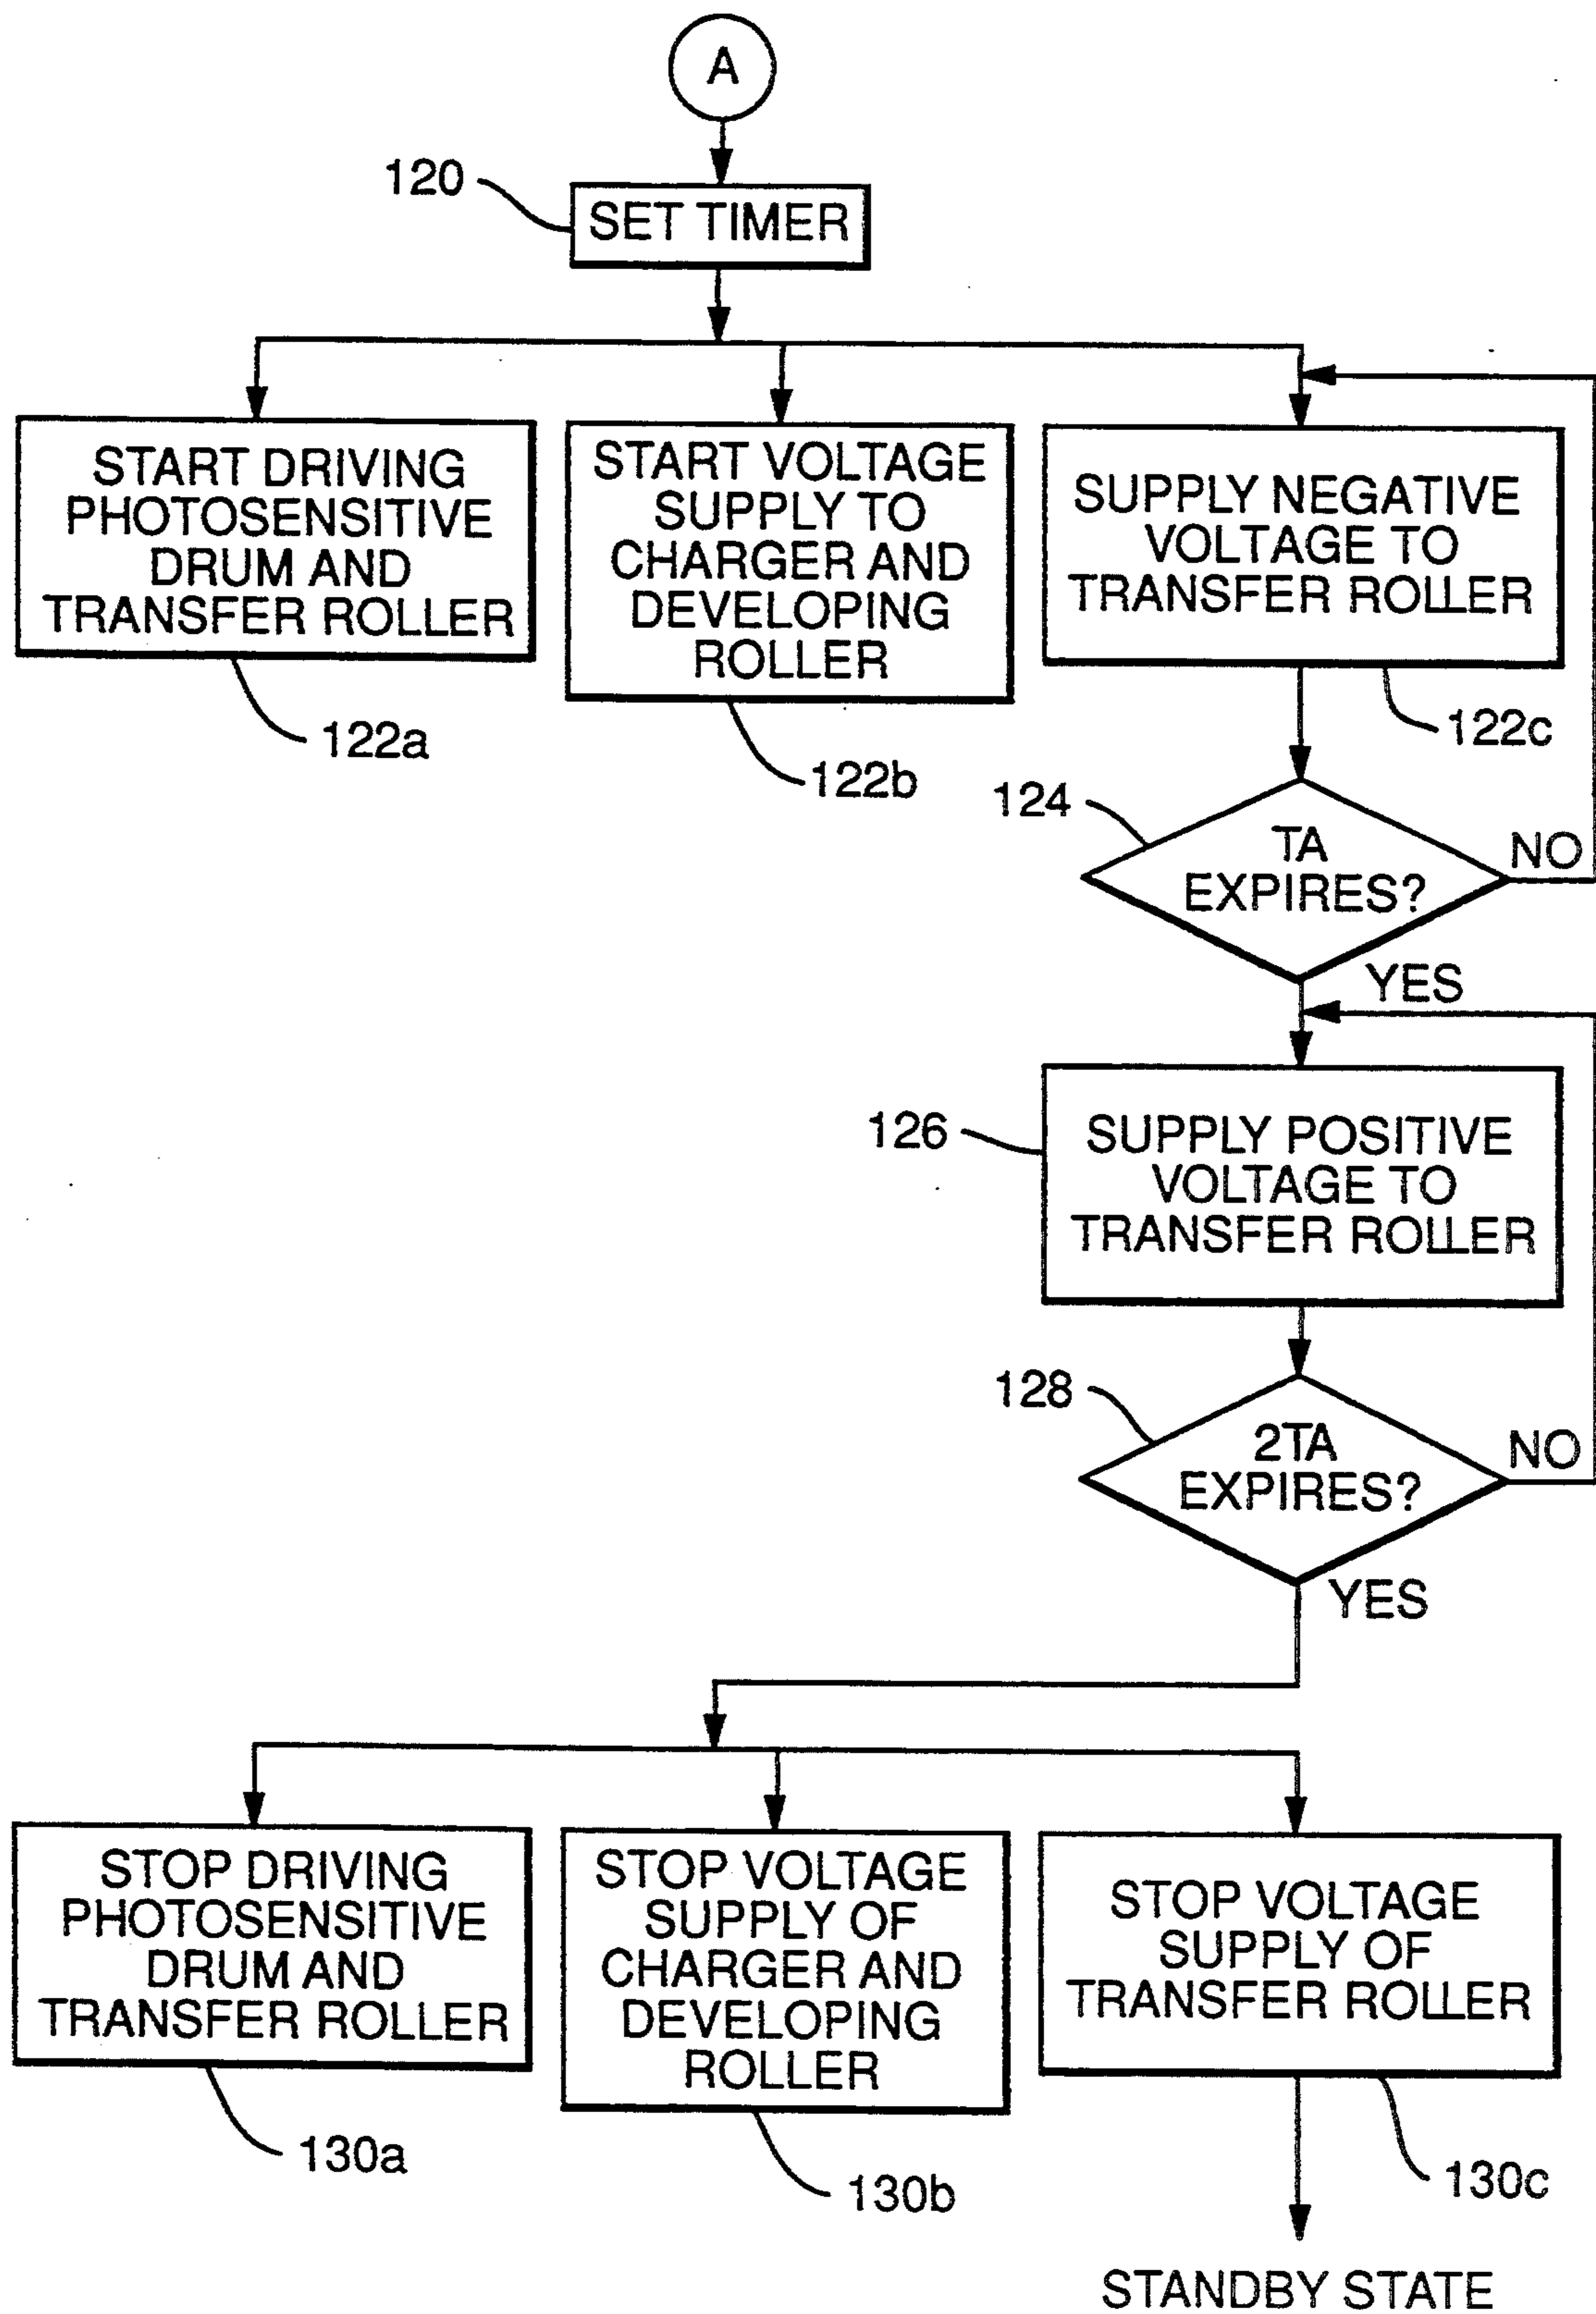 A
120
SET TIMER
START DRIVING
PHOTOSENSITIVE
DRUM AND
TRANSFER ROLLER
122a
START VOLTAGE
SUPPLY TO
CHARGER AND
DEVELOPING
ROLLER
122b
SUPPLY NEGATIVE
VOLTAGE TO
TRANSFER ROLLER
122c
124
TA
EXPIRES?
NO
YES
126
SUPPLY POSITIVE
VOLTAGE TO
TRANSFER ROLLER
128
2TA
EXPIRES?
NO
YES
STOP DRIVING
PHOTOSENSITIVE
DRUM AND
TRANSFER ROLLER
130a
STOP VOLTAGE
SUPPLY OF
CHARGER AND
DEVELOPING
ROLLER
130b
STOP VOLTAGE
SUPPLY OF
TRANSFER ROLLER
130c
STANDBY STATE